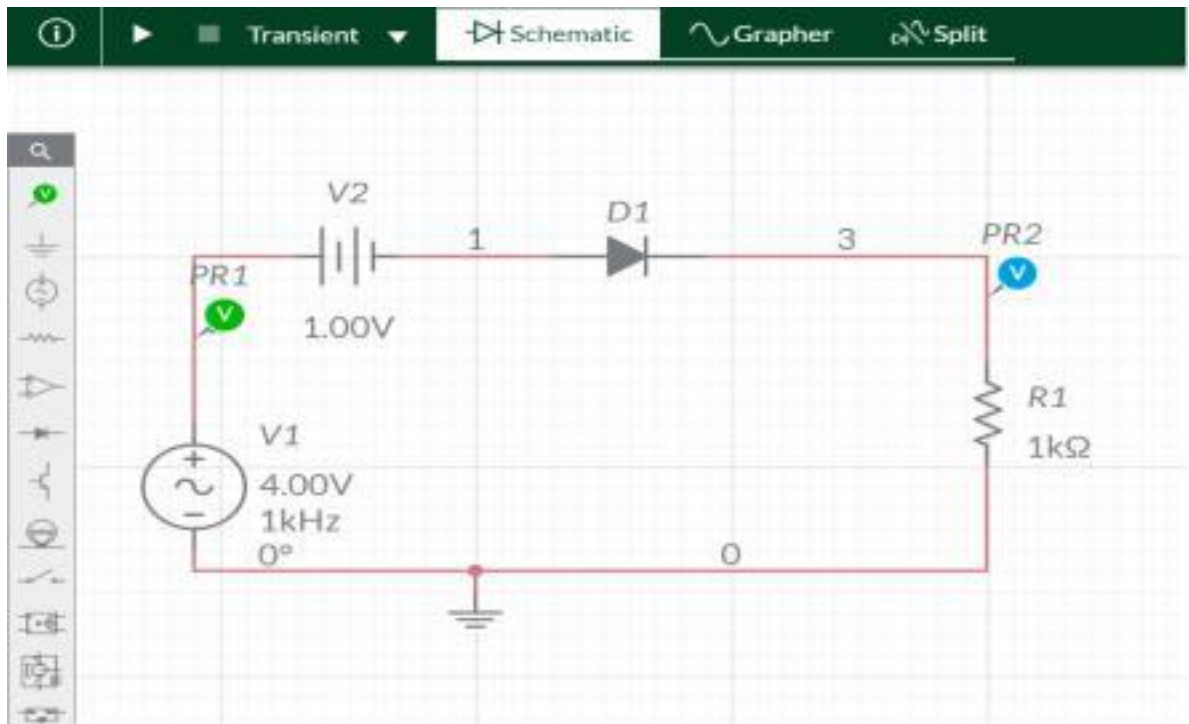 Transient Schematic Grapher Split
V2
D1
1
3
PR2
V
PR1
V
1.00V
V
R1
1kΩ
V1
4.00V
1kHz
0°
0